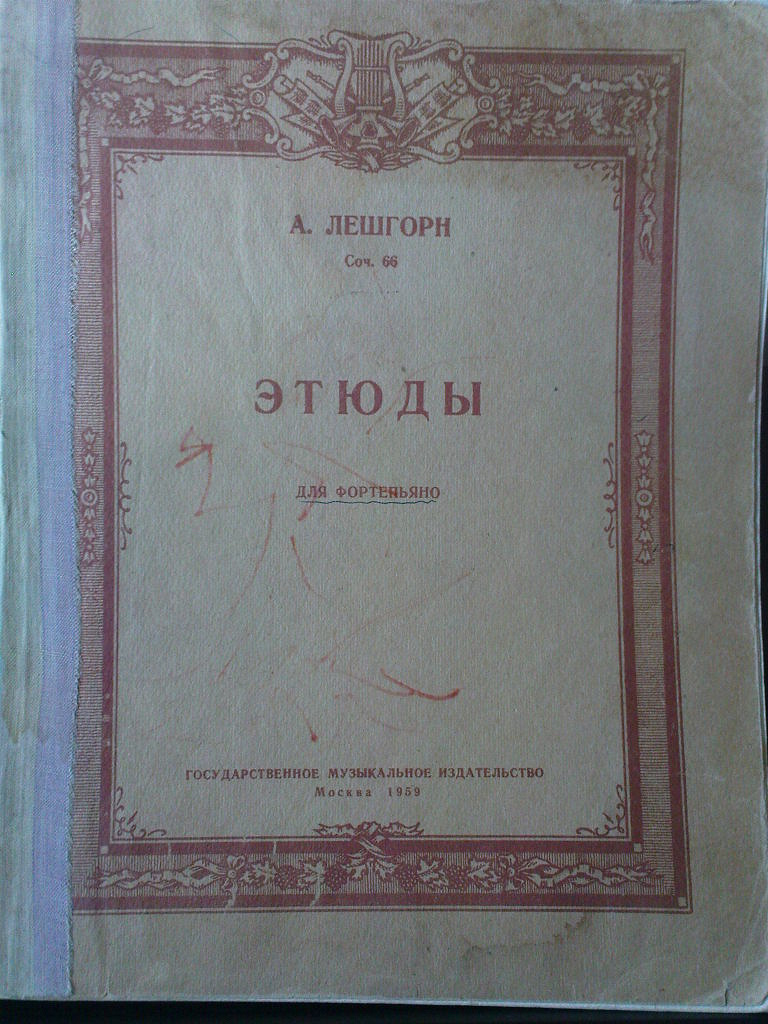 А. ЛЕШГОРН
Соч. 66
ЭТЮДЫ
ДЛЯ ФОРТЕПЬЯНО
ГОСУДАРСТВЕННОЕ МУЗЫКАЛЬНОЕ ИЗДАТЕЛЬСТВО
Москва 1959